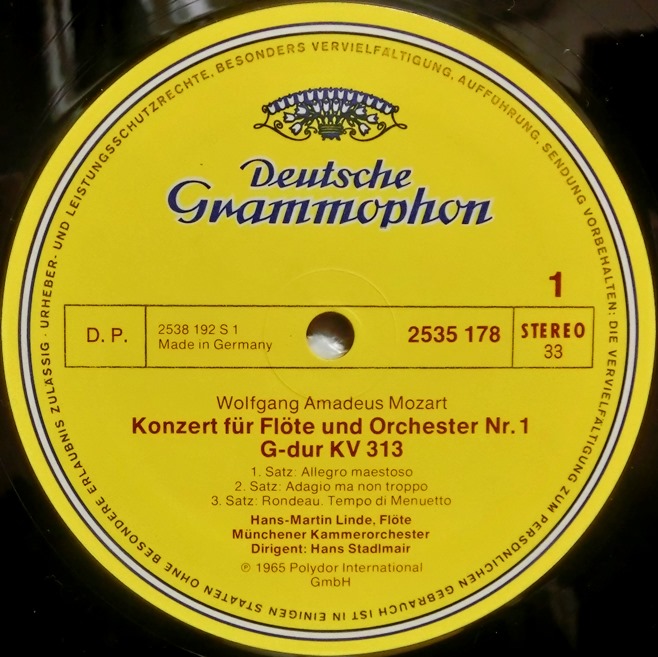 URHEBER- UND LEISTUNGSSCHUTZRECHTE, BESONDERS VERVIELFÄLTIGUNG, AUFFÜHRUNG, SENDUNG VORBEHALTEN; DIE VERVIELFÄLTIGUNG ZUM PERSÖNLICHEN GEBRAUCH IST IN EINIGEN STAATEN OHNE BESONDERE ERLAUBNIS ZULÄSSIG ·
Deutsche
Grammophon
1
D. P.
2538 192 S 1
Made in Germany
2535 178
STEREO
33
Wolfgang Amadeus Mozart
Konzert für Flöte und Orchester Nr. 1
G-dur KV 313
1. Satz: Allegro maestoso
2. Satz: Adagio ma non troppo
3. Satz: Rondeau. Tempo di Menuetto
Hans-Martin Linde, Flöte
Münchener Kammerorchester
Dirigent: Hans Stadlmair
℗ 1965 Polydor International
GmbH